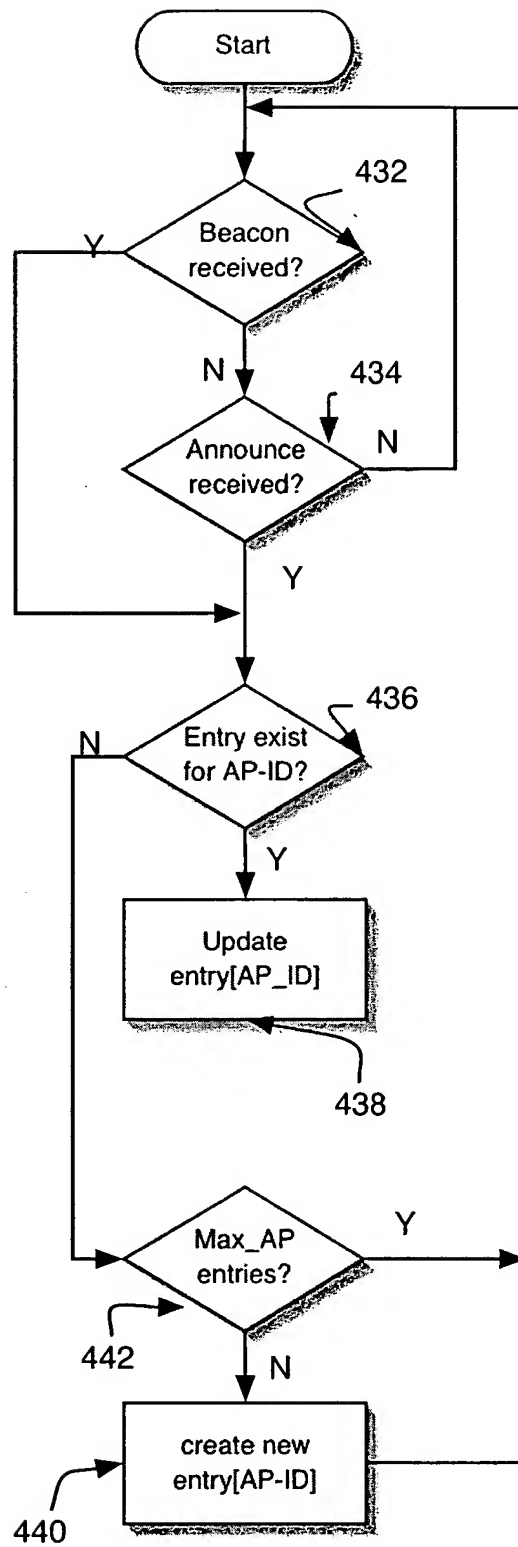 Start
432
Y
Beacon
received?
N
434
Announce
received?
N
Y
436
N
Entry exist
for AP-ID?
Y
Update
entry[AP_ID]
438
Max_AP
entries?
Y
442
N
create new
entry[AP-ID]
440